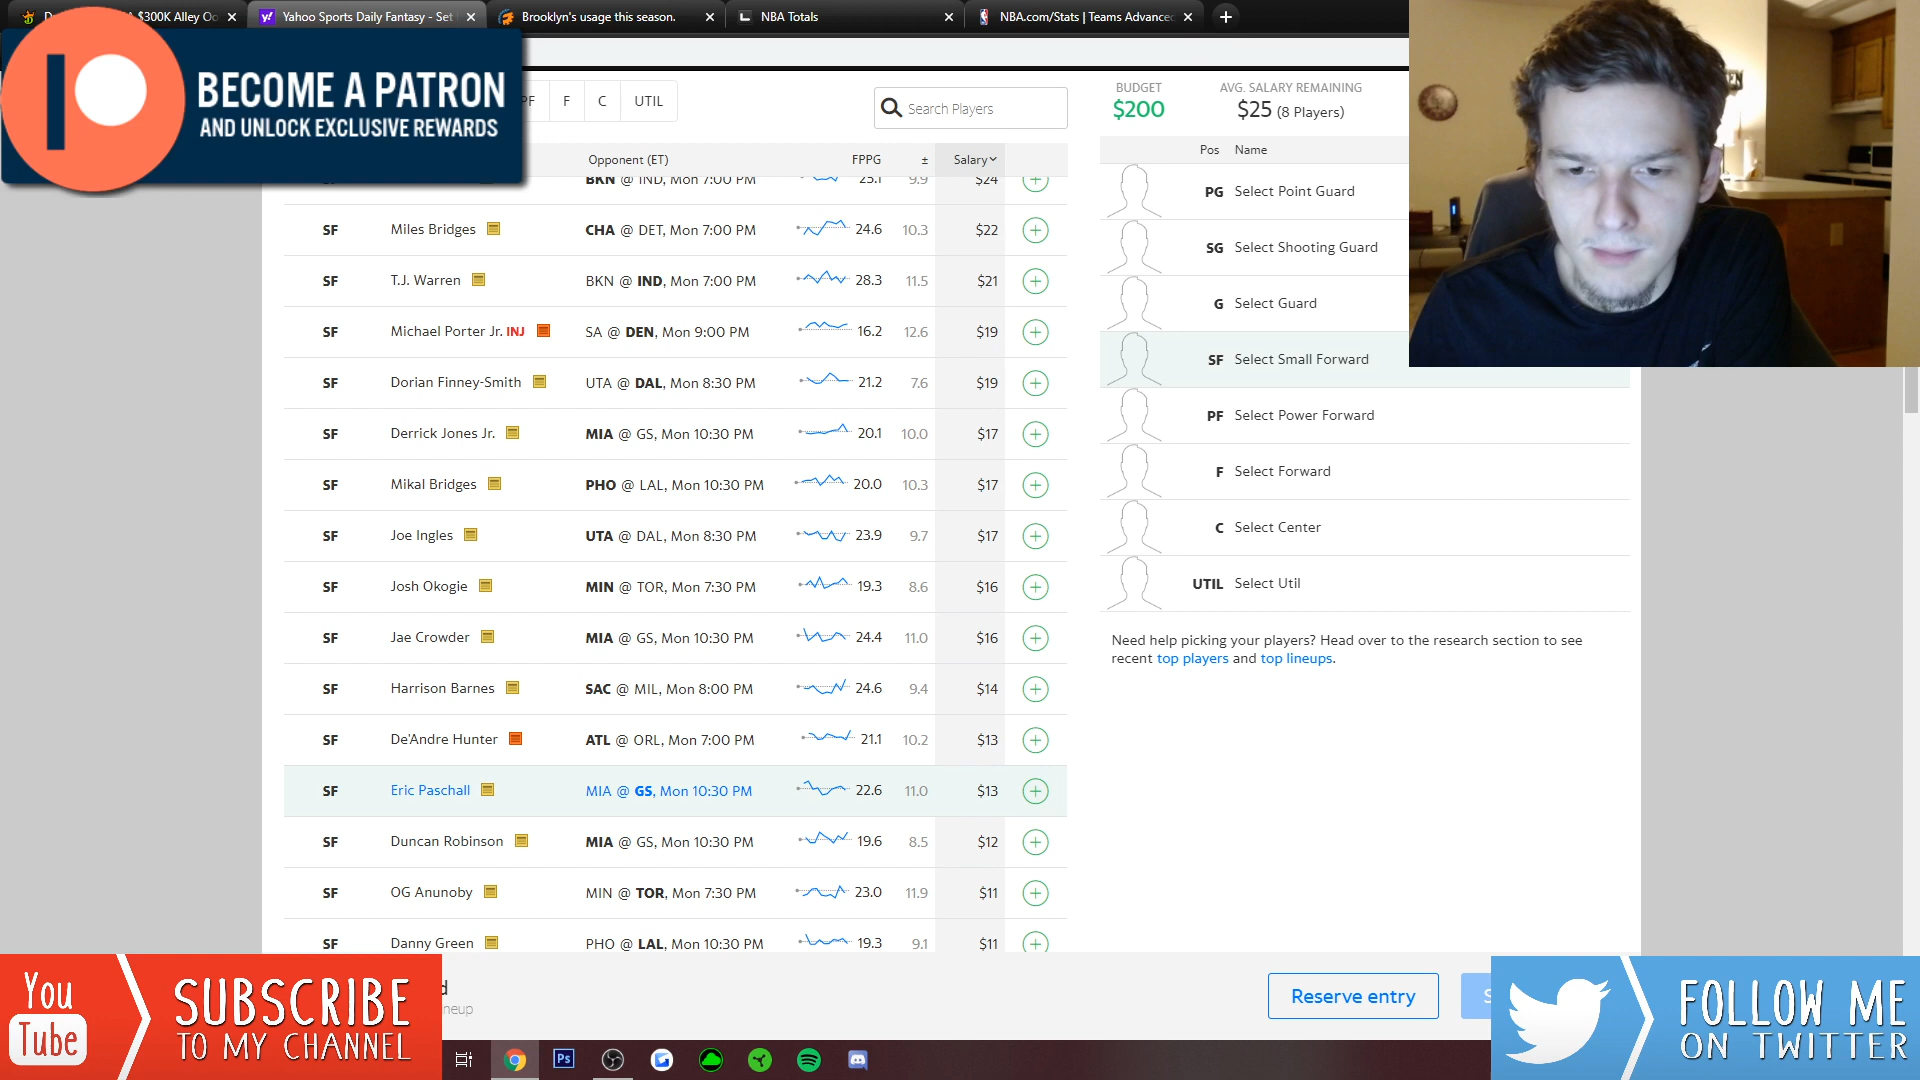 $300K Alley Oo
Yahoo Sports Daily Fantasy - Set
Brooklyn's usage this season.
NBA Totals
NBA.com/Stats | Teams Advance
BECOME A PATRON
AND UNLOCK EXCLUSIVE REWARDS
PF F C UTIL
Search Players
BUDGET
$200
AVG. SALARY REMAINING
$25 (8 Players)
Opponent (ET) FPPG ± Salary
BKN @ IND, Mon 7:00 PM 25.1 9.9 $24
SF Miles Bridges CHA @ DET, Mon 7:00 PM 24.6 10.3 $22
SF T.J. Warren BKN @ IND, Mon 7:00 PM 28.3 11.5 $21
SF Michael Porter Jr. INJ SA @ DEN, Mon 9:00 PM 16.2 12.6 $19
SF Dorian Finney-Smith UTA @ DAL, Mon 8:30 PM 21.2 7.6 $19
SF Derrick Jones Jr. MIA @ GS, Mon 10:30 PM 20.1 10.0 $17
SF Mikal Bridges PHO @ LAL, Mon 10:30 PM 20.0 10.3 $17
SF Joe Ingles UTA @ DAL, Mon 8:30 PM 23.9 9.7 $17
SF Josh Okogie MIN @ TOR, Mon 7:30 PM 19.3 8.6 $16
SF Jae Crowder MIA @ GS, Mon 10:30 PM 24.4 11.0 $16
SF Harrison Barnes SAC @ MIL, Mon 8:00 PM 24.6 9.4 $14
SF De'Andre Hunter ATL @ ORL, Mon 7:00 PM 21.1 10.2 $13
SF Eric Paschall MIA @ GS, Mon 10:30 PM 22.6 11.0 $13
SF Duncan Robinson MIA @ GS, Mon 10:30 PM 19.6 8.5 $12
SF OG Anunoby MIN @ TOR, Mon 7:30 PM 23.0 11.9 $11
SF Danny Green PHO @ LAL, Mon 10:30 PM 19.3 9.1 $11
Pos Name
PG Select Point Guard
SG Select Shooting Guard
G Select Guard
SF Select Small Forward
PF Select Power Forward
F Select Forward
C Select Center
UTIL Select Util
Need help picking your players? Head over to the research section to see
recent top players and top lineups.
Reserve entry
You
Tube
SUBSCRIBE
TO MY CHANNEL
Ps
FOLLOW ME
ON TWITTER